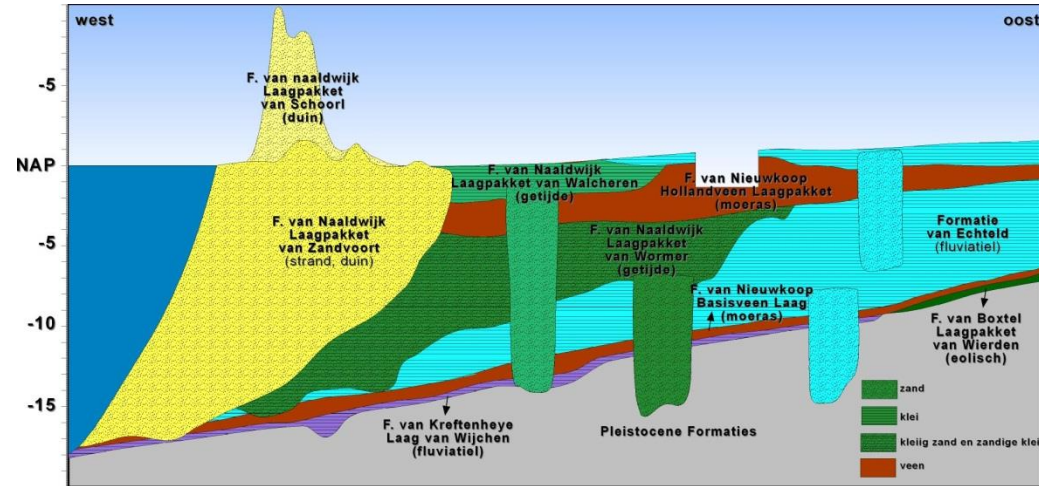 west
oost
-5
NAP
-5
-10
-15
F. van naaldwijk
Laagpakket
van Schoorl
(duin)
F. van Naaldwijk
Laagpakket
van Zandvoort
(strand, duin)
F. van Naaldwijk
Laagpakket van Walcheren
(getijde)
F. van Nieuwkoop
Hollandveen Laagpakket
(moeras)
F. van Naaldwijk
Laagpakket
van Wormer
(getijde)
Formatie
van Echteld
(fluviatiel)
F. van Nieuwkoop
Basisveen Laag
(moeras)
F. van Boxtel
Laagpakket
van Wierden
(eolisch)
F. van Kreftenheye
Laag van Wijchen
(fluviatiel)
Pleistocene Formaties
zand
klei
kleiig zand en zandige klei
veen